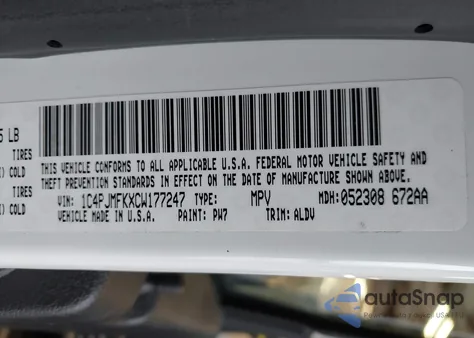 5 LB
TIRES
) COLD
TIRES
) COLD
THIS VEHICLE CONFORMS TO ALL APPLICABLE U.S.A. FEDERAL MOTOR VEHICLE SAFETY AND
THEFT PREVENTION STANDARDS IN EFFECT ON THE DATE OF MANUFACTURE SHOWN ABOVE.
VIN: 1C4PJMFKXCW177247 TYPE: MPV MDH: 052308 672AA
VEHICLE MADE IN U.S.A. PAINT: PW7 TRIM: ALDV
autoSnap